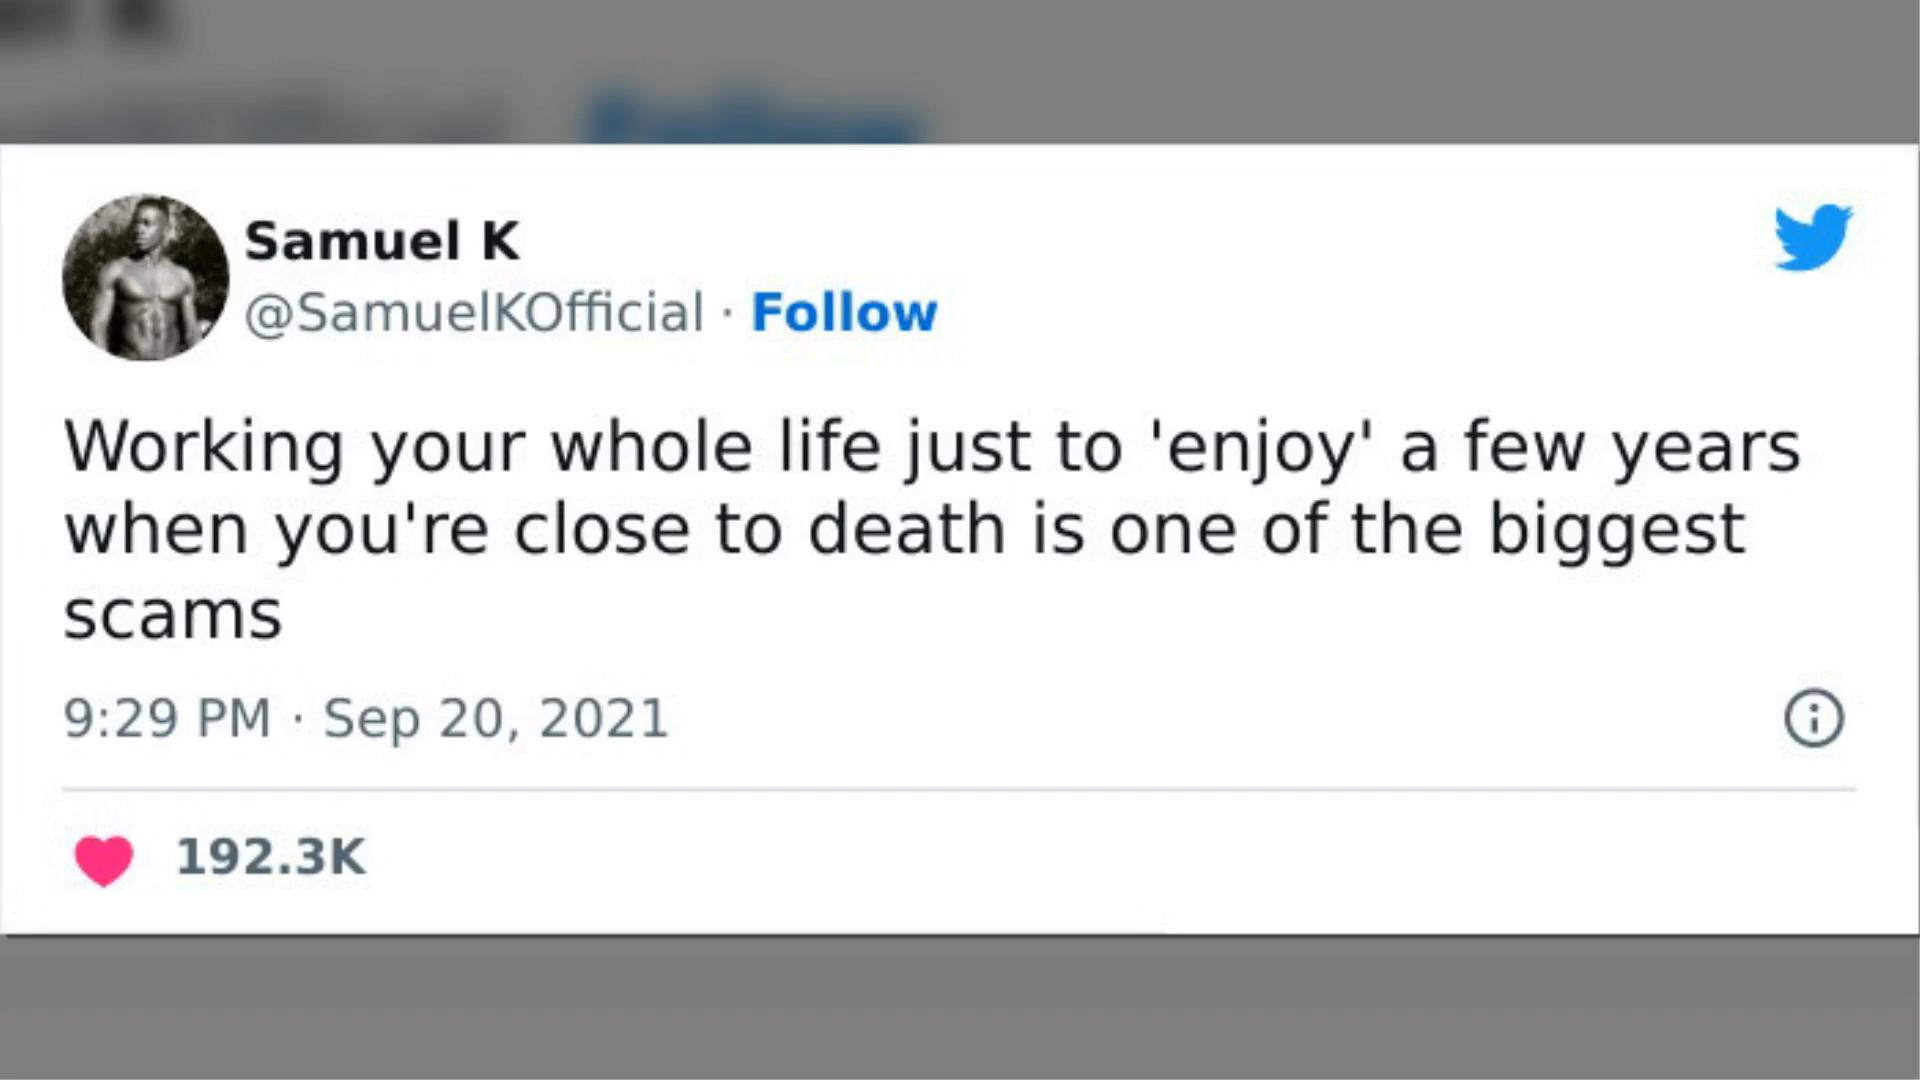 Follow
Samuel K
@SamuelKOfficial · Follow
Working your whole life just to 'enjoy' a few years
when you're close to death is one of the biggest
scams
9:29 PM · Sep 20, 2021
192.3K